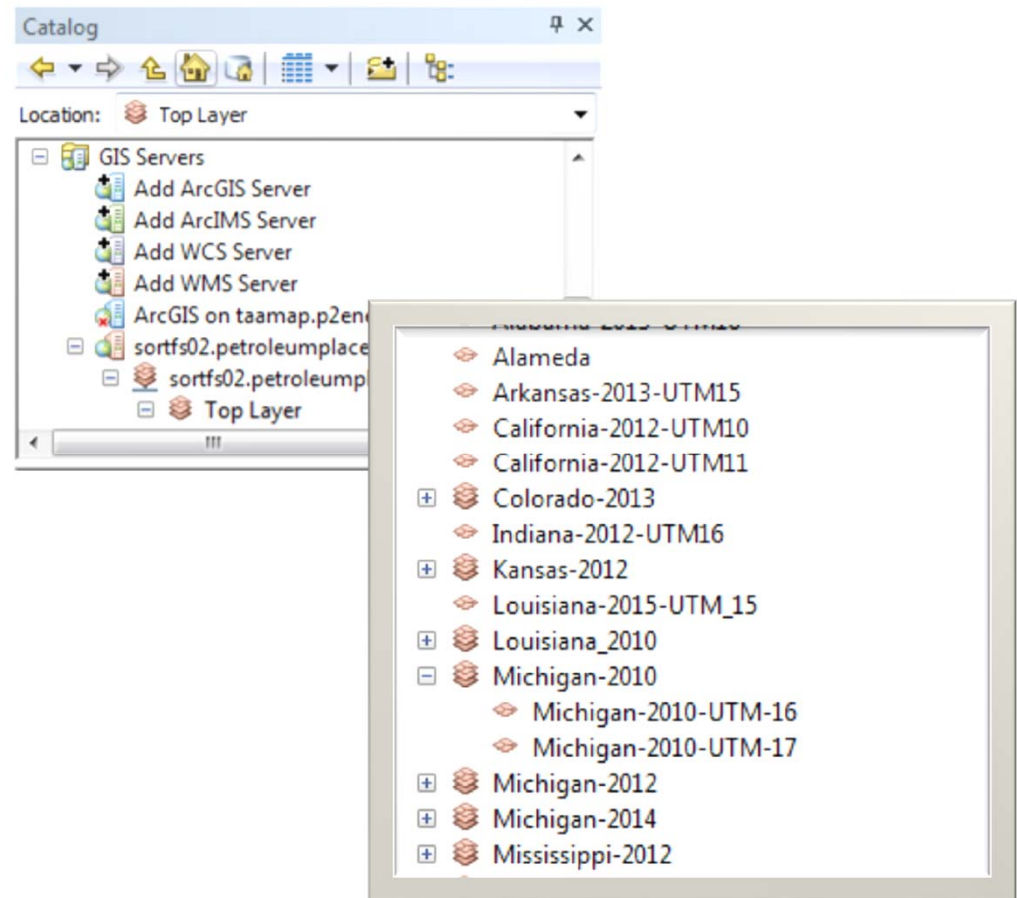 Catalog
Location: Top Layer
GIS Servers
Add ArcGIS Server
Add ArcIMS Server
Add WCS Server
Add WMS Server
ArcGIS on taamap.p2ene
sortfs02.petroleumplace
sortfs02.petroleumpl
Top Layer
Alameda
Arkansas-2013-UTM15
California-2012-UTM10
California-2012-UTM11
Colorado-2013
Indiana-2012-UTM16
Kansas-2012
Louisiana-2015-UTM_15
Louisiana_2010
Michigan-2010
Michigan-2010-UTM-16
Michigan-2010-UTM-17
Michigan-2012
Michigan-2014
Mississippi-2012